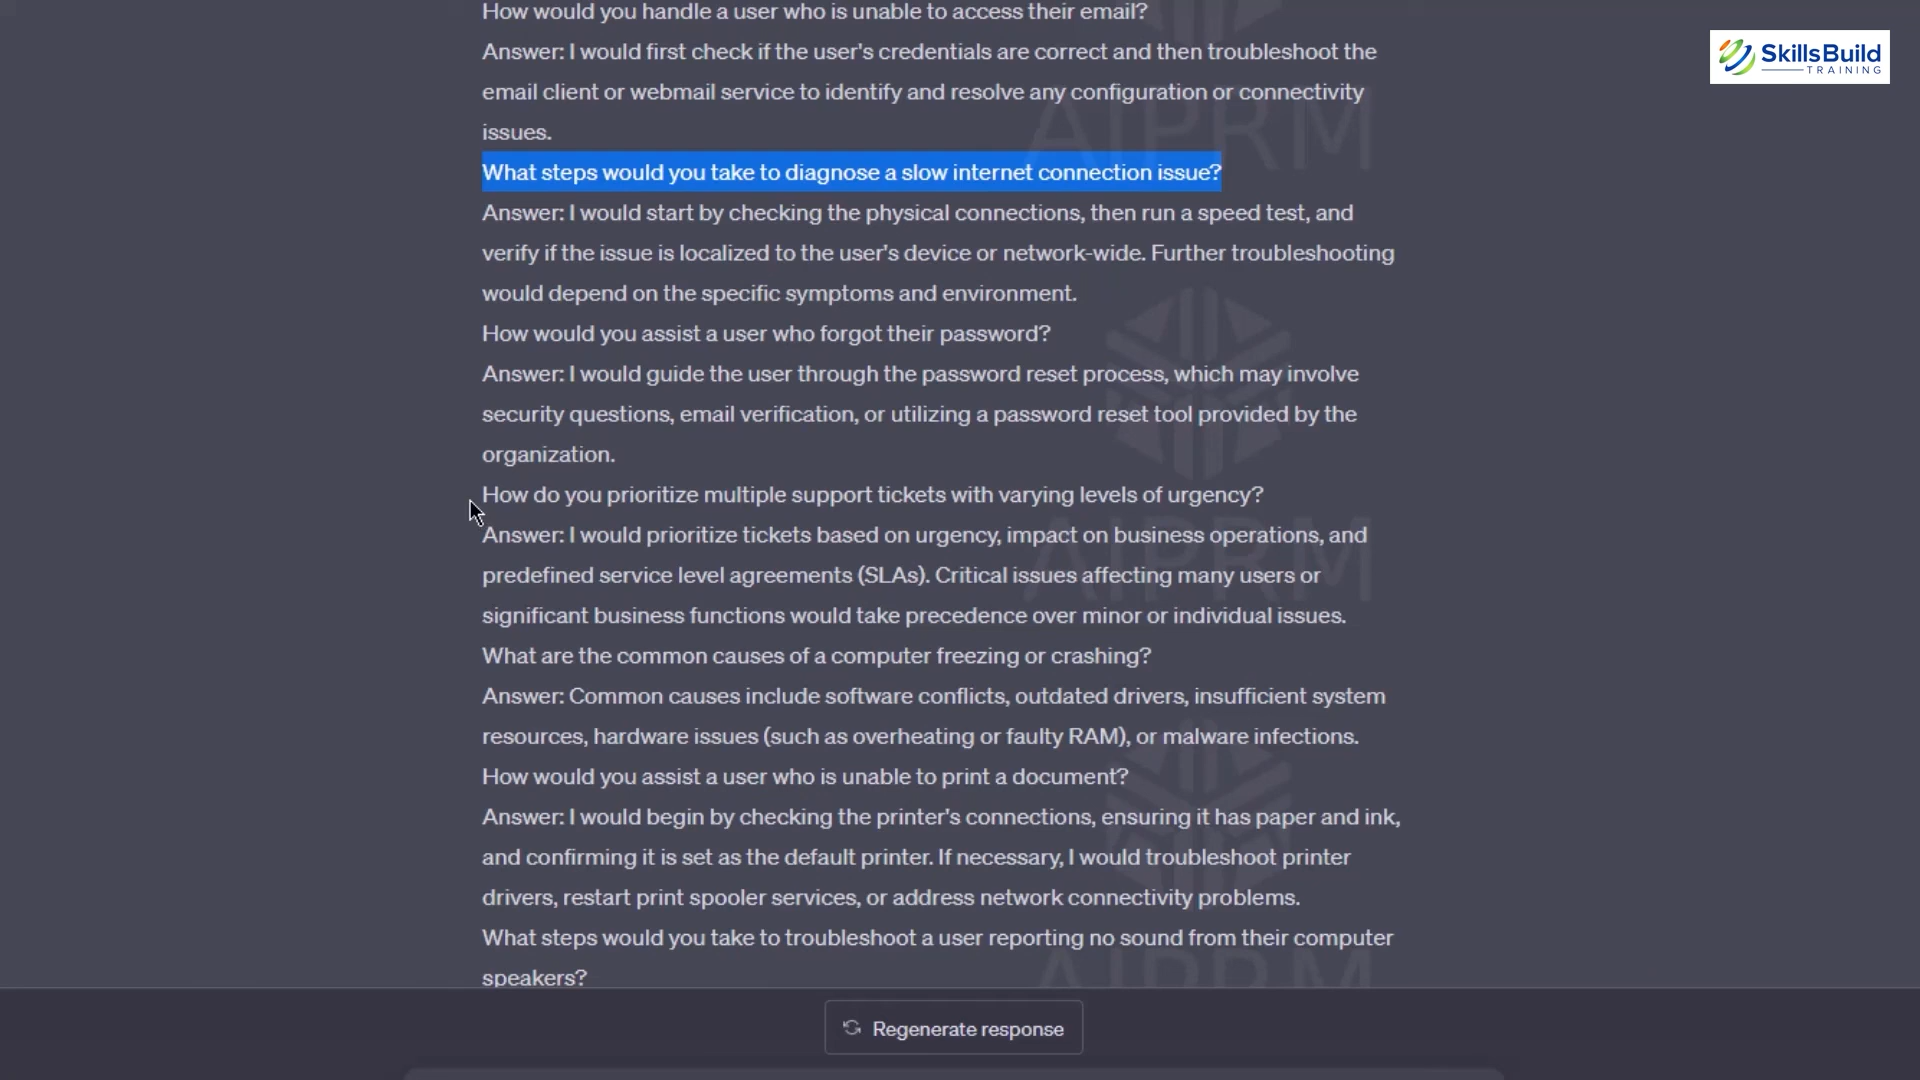 How would you handle a user who is unable to access their email?
Answer: I would first check if the user's credentials are correct and then troubleshoot the
email client or webmail service to identify and resolve any configuration or connectivity
issues.
What steps would you take to diagnose a slow internet connection issue?
Answer: I would start by checking the physical connections, then run a speed test, and
verify if the issue is localized to the user's device or network-wide. Further troubleshooting
would depend on the specific symptoms and environment.
How would you assist a user who forgot their password?
Answer: I would guide the user through the password reset process, which may involve
security questions, email verification, or utilizing a password reset tool provided by the
organization.
How do you prioritize multiple support tickets with varying levels of urgency?
Answer: I would prioritize tickets based on urgency, impact on business operations, and
predefined service level agreements (SLAs). Critical issues affecting many users or
significant business functions would take precedence over minor or individual issues.
What are the common causes of a computer freezing or crashing?
Answer: Common causes include software conflicts, outdated drivers, insufficient system
resources, hardware issues (such as overheating or faulty RAM), or malware infections.
How would you assist a user who is unable to print a document?
Answer: I would begin by checking the printer's connections, ensuring it has paper and ink,
and confirming it is set as the default printer. If necessary, I would troubleshoot printer
drivers, restart print spooler services, or address network connectivity problems.
What steps would you take to troubleshoot a user reporting no sound from their computer
speakers?
Regenerate response
SkillsBuild
TRAINING
AIPRM
AIPRM
AIPRM